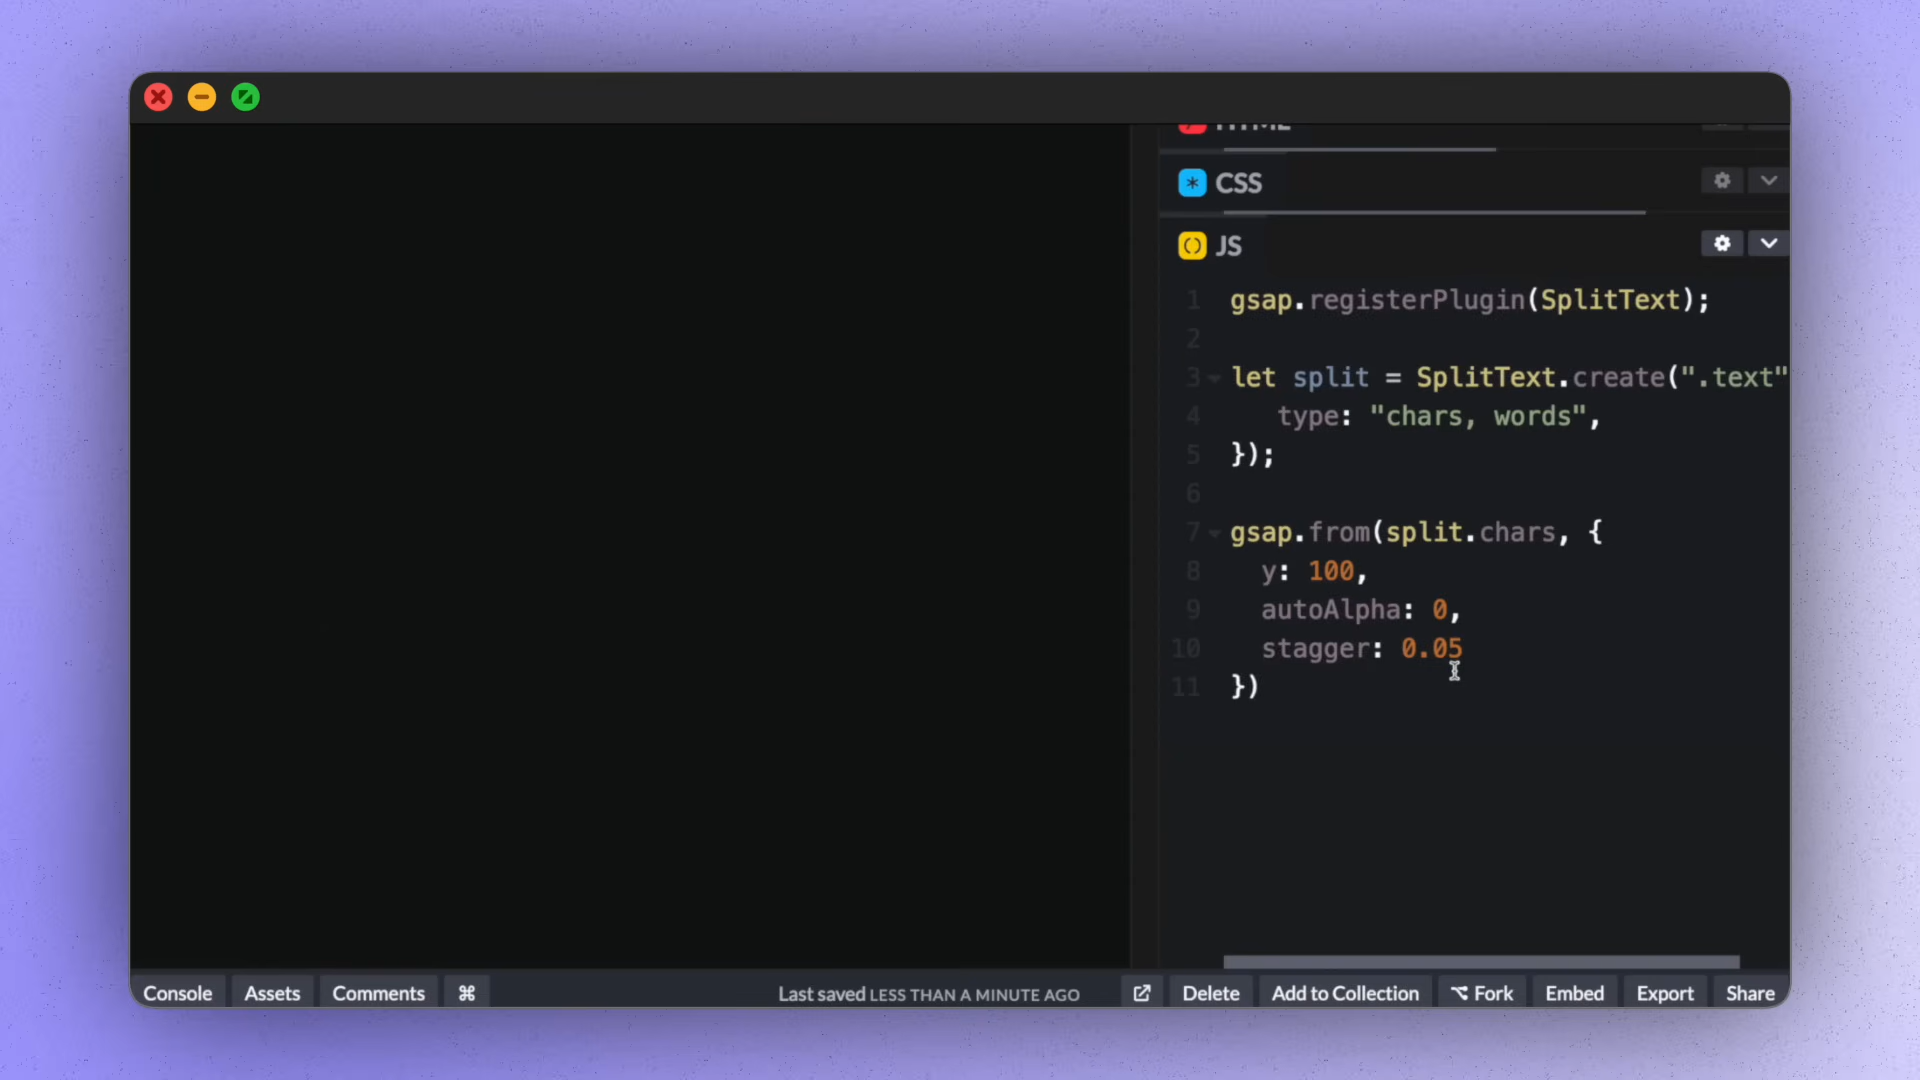 HTML
CSS
JS
1 gsap.registerPlugin(SplitText);
2
3 let split = SplitText.create(".text"
4 type: "chars, words",
5 });
6
7 gsap.from(split.chars, {
8 y: 100,
9 autoAlpha: 0,
10 stagger: 0.05
11 })
Console Assets Comments ⌘ Last saved LESS THAN A MINUTE AGO Delete Add to Collection Fork Embed Export Share